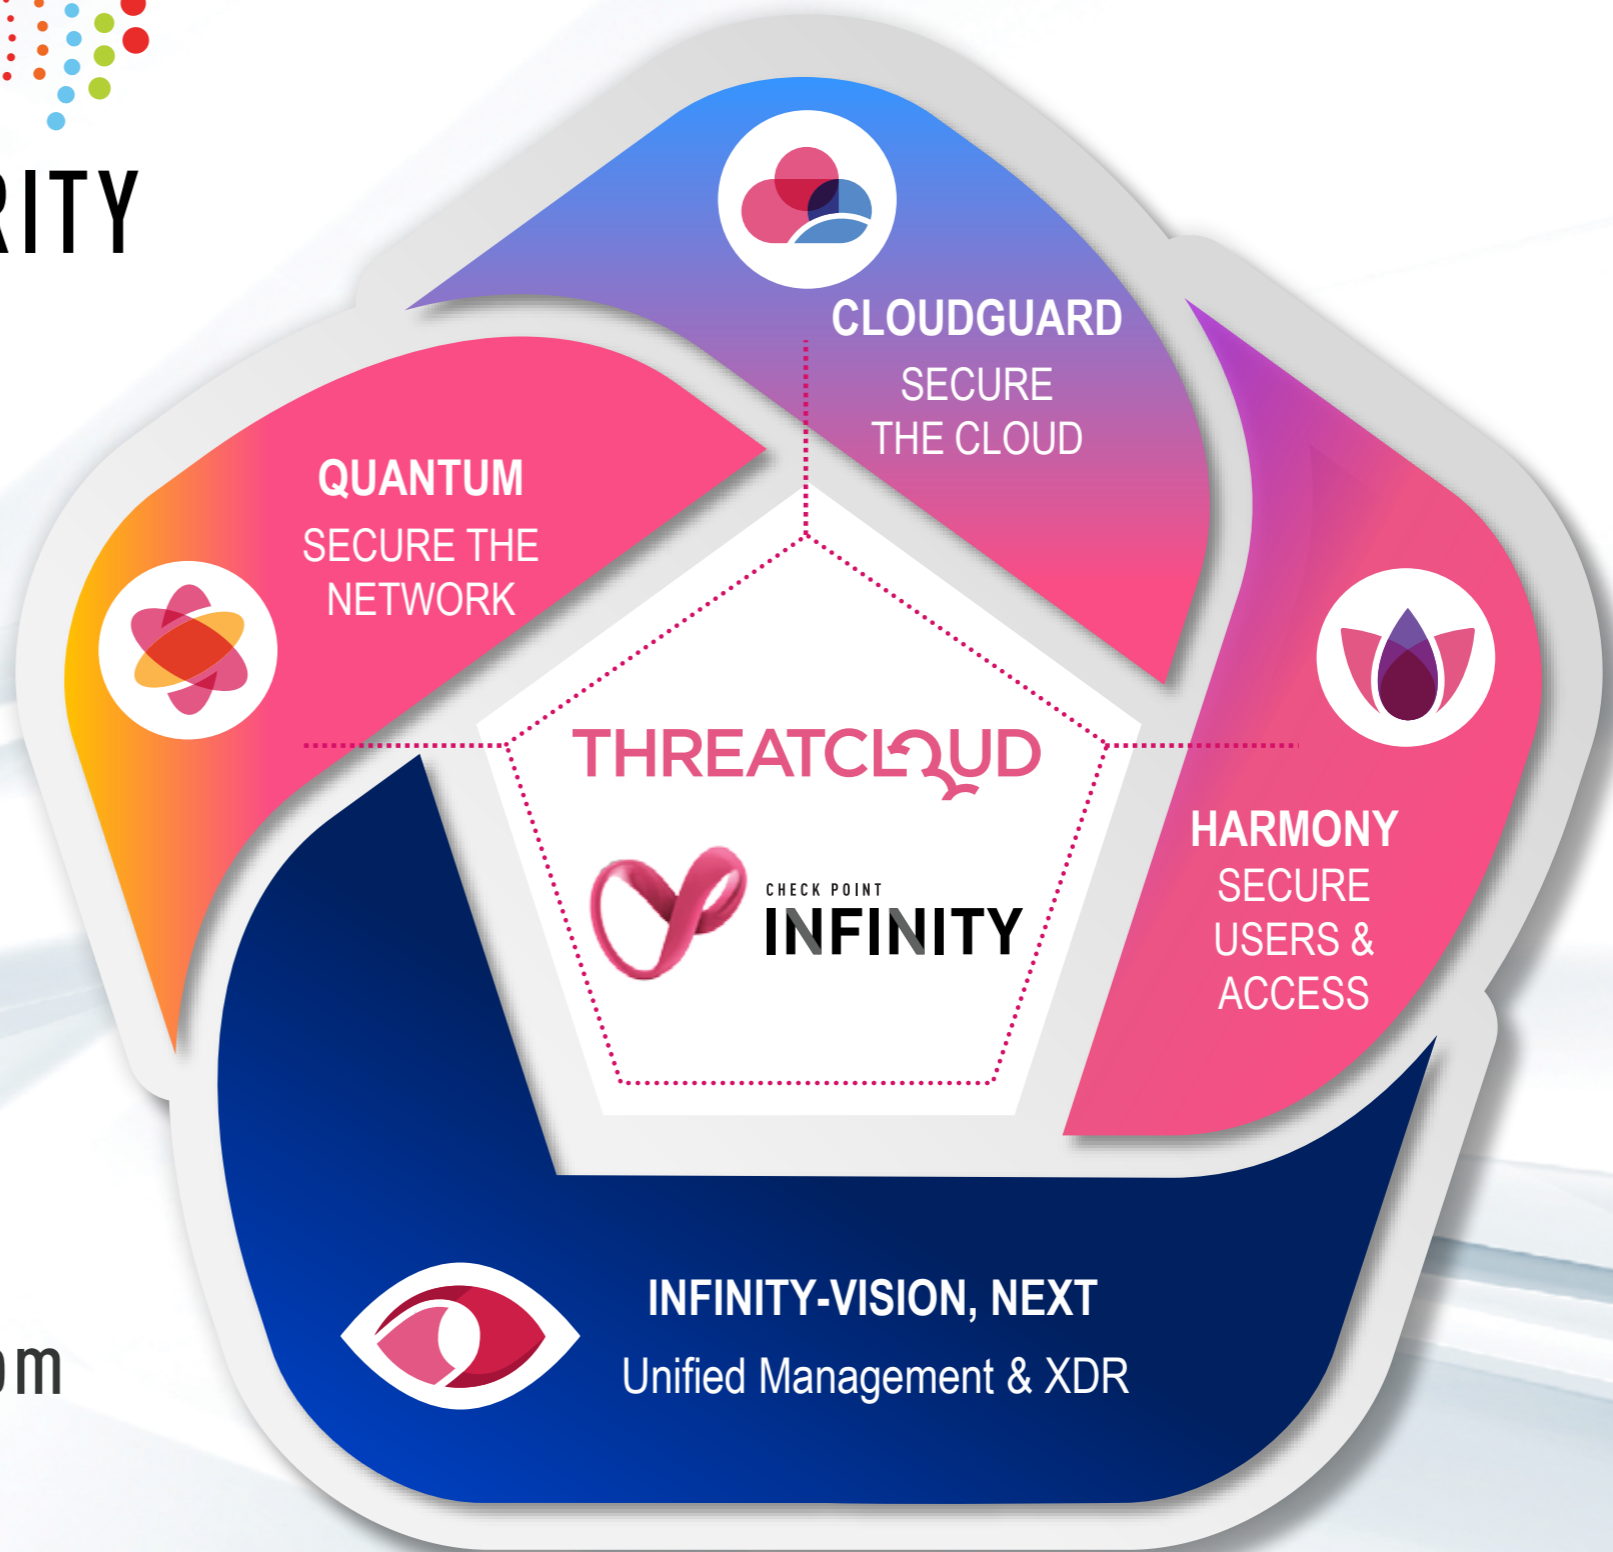 RITY
CLOUDGUARD
SECURE
THE CLOUD
QUANTUM
SECURE THE
NETWORK
THREATCLOUD
CHECK POINT
INFINITY
HARMONY
SECURE
USERS &
ACCESS
INFINITY-VISION, NEXT
Unified Management & XDR
om